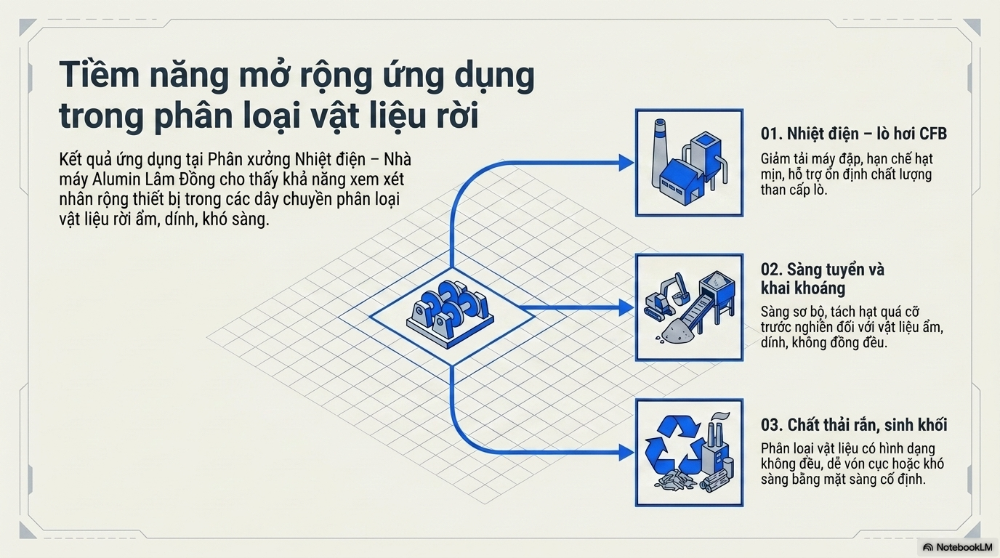 Tiềm năng mở rộng ứng dụng
trong phân loại vật liệu rời
Kết quả ứng dụng tại Phân xưởng Nhiệt điện – Nhà
máy Alumin Lâm Đồng cho thấy khả năng xem xét
nhân rộng thiết bị trong các dây chuyền phân loại
vật liệu rời ẩm, dính, khó sàng.
01. Nhiệt điện – lò hơi CFB
Giảm tải máy đập, hạn chế hạt
mịn, hỗ trợ ổn định chất lượng
than cấp lò.
02. Sàng tuyển và
khai khoáng
Sàng sơ bộ, tách hạt quá cỡ
trước nghiền đối với vật liệu ẩm,
dính, không đồng đều.
03. Chất thải rắn, sinh khối
Phân loại vật liệu có hình dạng
không đều, dễ vón cục hoặc khó
sàng bằng mặt sàng cố định.
NotebookLM